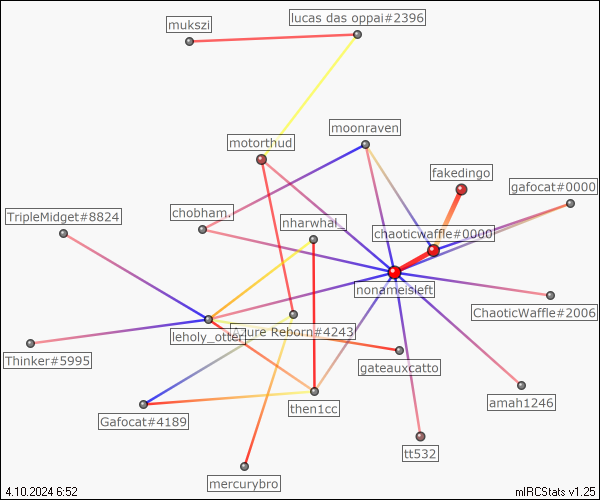 lucas das oppai#2396
mukszi
moonraven
motorthud
fakedingo
gafocat#0000
TripleMidget#8824
chobham.
nharwhal_
chaoticwaffle#0000
nonameisleft
ChaoticWaffle#2006
leholy_otter
Azure Reborn#4243
Thinker#5995
gateauxcatto
amah1246
Gafocat#4189
then1cc
tt532
mercurybro
4.10.2024 6:52
mIRCStats v1.25